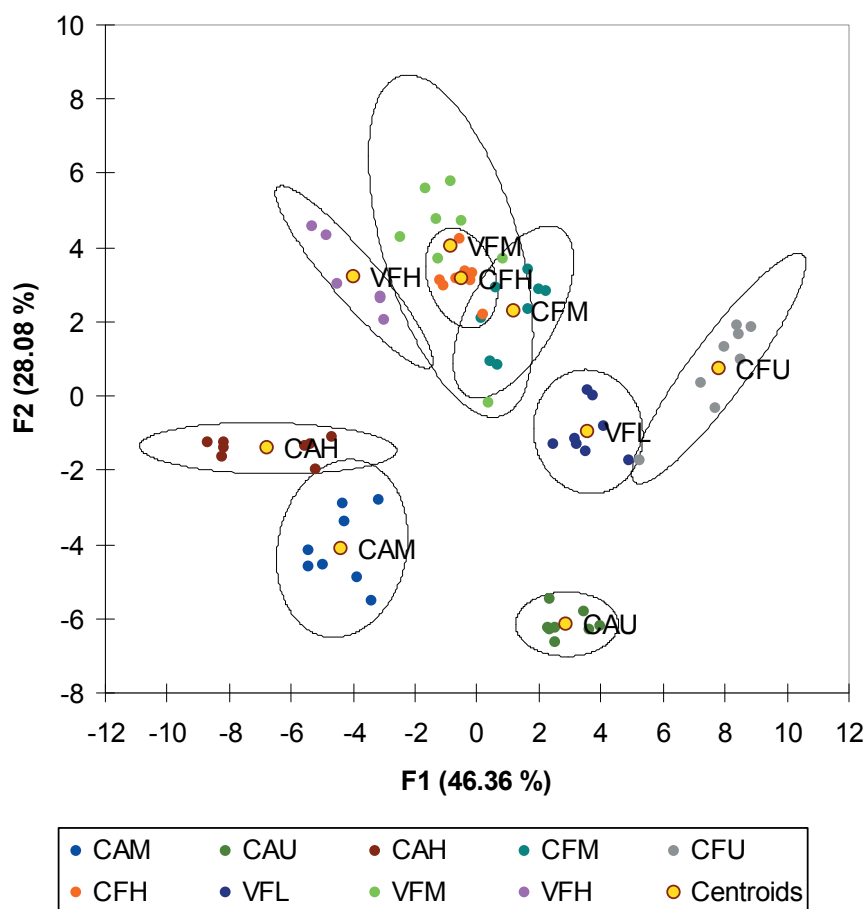 10
8
6
4
2
0
-2
-4
-6
-8
F2 (28.08 %)
VFM
VFH
CFH
CFM
CFU
VFL
CAH
CAM
CAU
-12 -10 -8 -6 -4 -2 0 2 4 6 8 10 12
F1 (46.36 %)
CAM CAU CAH CFM CFU
CFH VFL VFM VFH Centroids